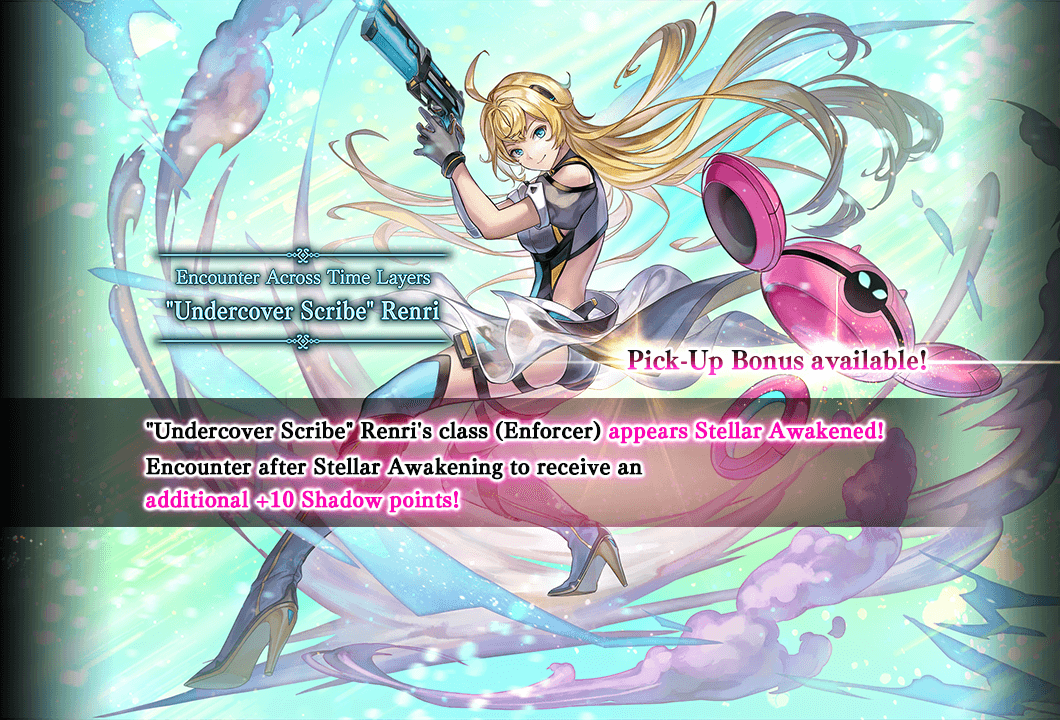 Encounter Across Time Layers
"Undercover Scribe" Renri
Pick-Up Bonus available!
"Undercover Scribe" Renri's class (Enforcer) appears Stellar Awakened!
Encounter after Stellar Awakening to receive an
additional +10 Shadow points!